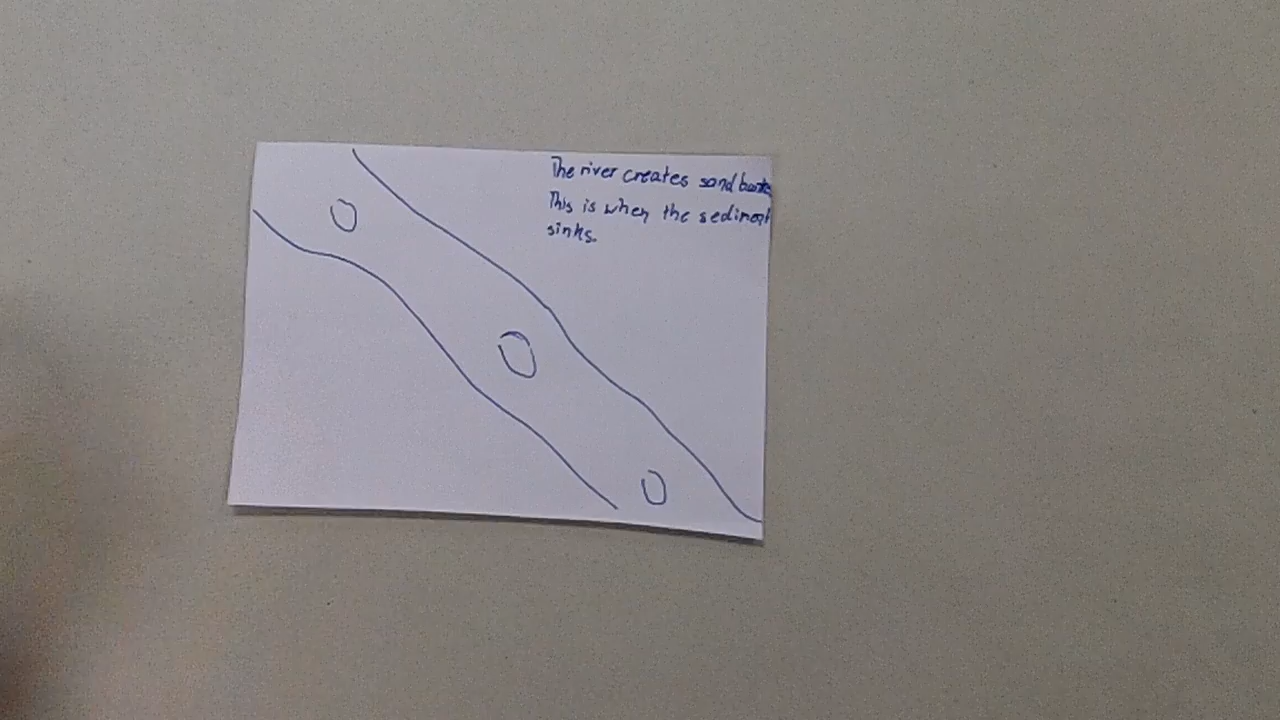 The river creates sand banks
This is when the sediment
sinks.